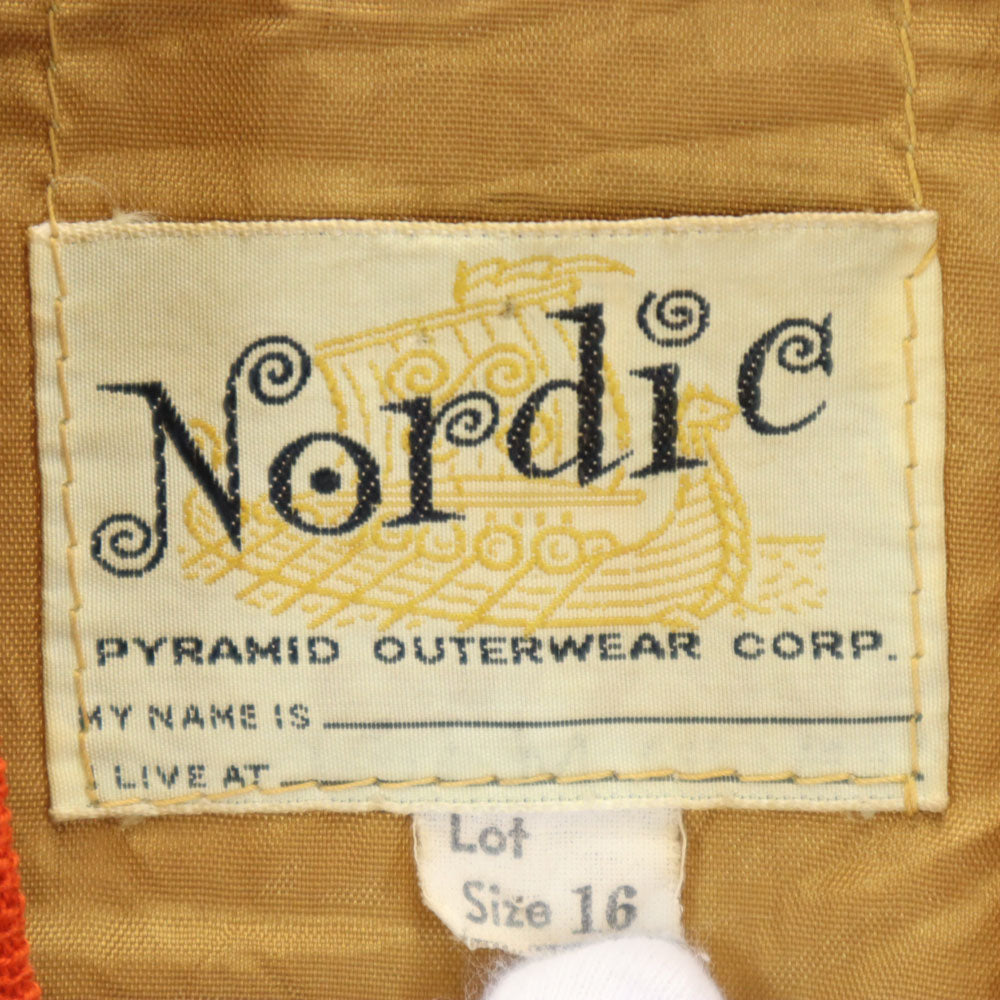 Nordic
PYRAMID OUTERWEAR CORP.
MY NAME IS
I LIVE AT
Lot
Size 16